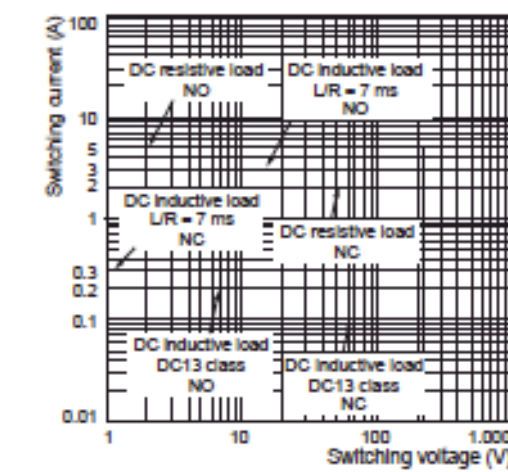 Switching current (A)
100
10
5
3
2
1
0.3
0.2
0.1
0.01
DC resistive load
NO
DC inductive load
L/R = 7 ms
NO
DC inductive load
L/R = 7 ms
NC
DC resistive load
NC
DC inductive load
DC13 class
NO
DC inductive load
DC13 class
NC
1
10
100
1.000
Switching voltage (V)